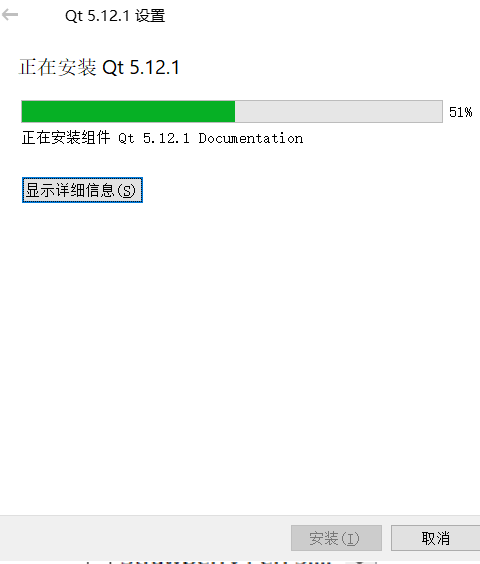 Qt 5.12.1 设置
正在安装 Qt 5.12.1
51%
正在安装组件 Qt 5.12.1 Documentation
显示详细信息(S)
安装(I)
取消